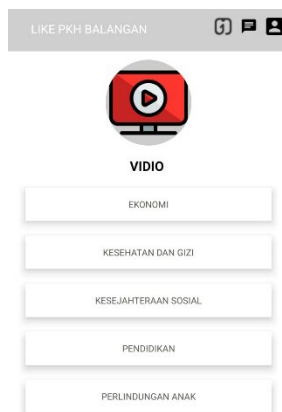 LIKE PKH BALANGAN
VIDIO
EKONOMI
KESEHATAN DAN GIZI
KESEJAHTERAAN SOSIAL
PENDIDIKAN
PERLINDUNGAN ANAK